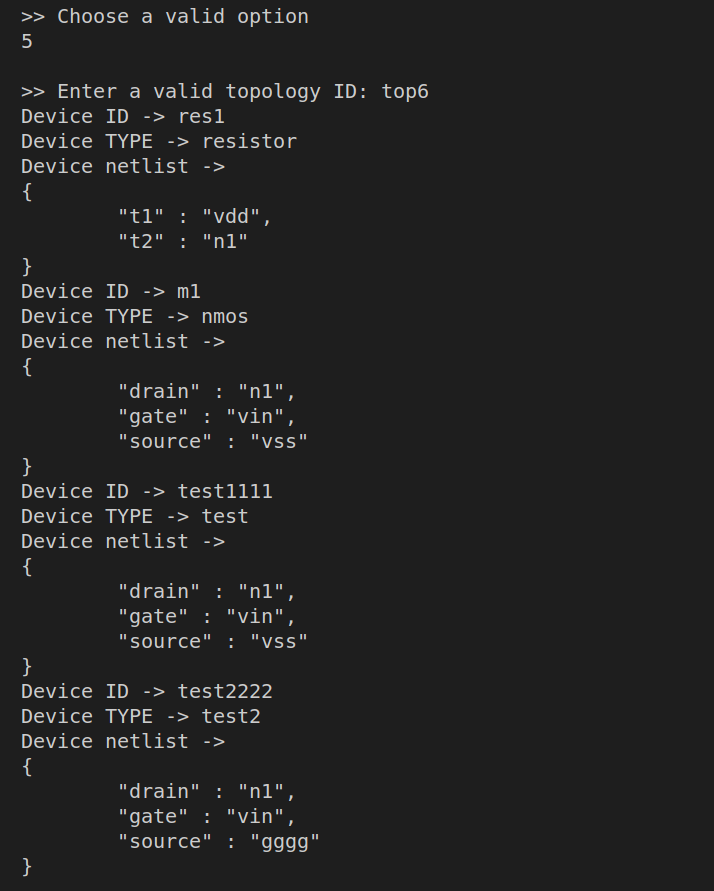 >> Choose a valid option
5
>> Enter a valid topology ID: top6
Device ID -> res1
Device TYPE -> resistor
Device netlist ->
{
        "t1" : "vdd",
        "t2" : "n1"
}
Device ID -> m1
Device TYPE -> nmos
Device netlist ->
{
        "drain" : "n1",
        "gate" : "vin",
        "source" : "vss"
}
Device ID -> test1111
Device TYPE -> test
Device netlist ->
{
        "drain" : "n1",
        "gate" : "vin",
        "source" : "vss"
}
Device ID -> test2222
Device TYPE -> test2
Device netlist ->
{
        "drain" : "n1",
        "gate" : "vin",
        "source" : "gggg"
}